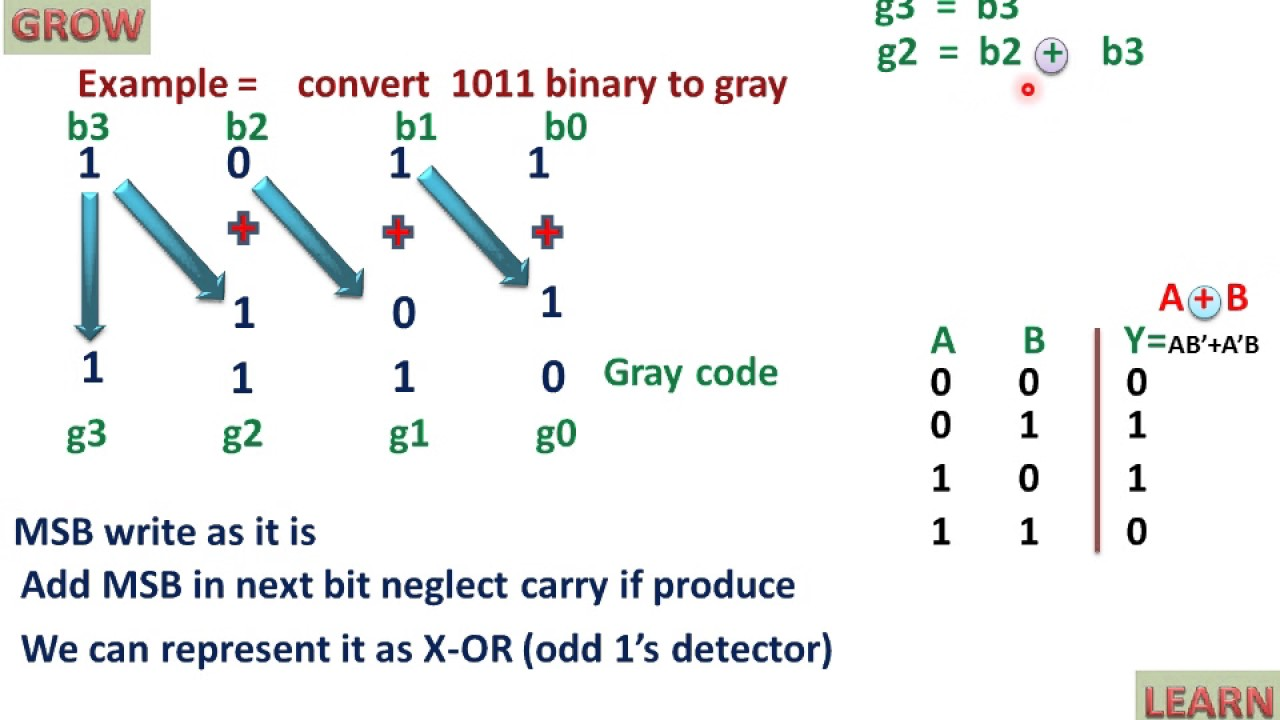 GROW
g3 = b3
g2 = b2 + b3
Example = convert 1011 binary to gray
b3 b2 b1 b0
1 0 1 1
+ + +
1 0 1
1 1 1 0 Gray code
g3 g2 g1 g0
A + B
A B Y=AB'+A'B
0 0 0
0 1 1
1 0 1
1 1 0
MSB write as it is
Add MSB in next bit neglect carry if produce
We can represent it as X-OR (odd 1’s detector)
LEARN